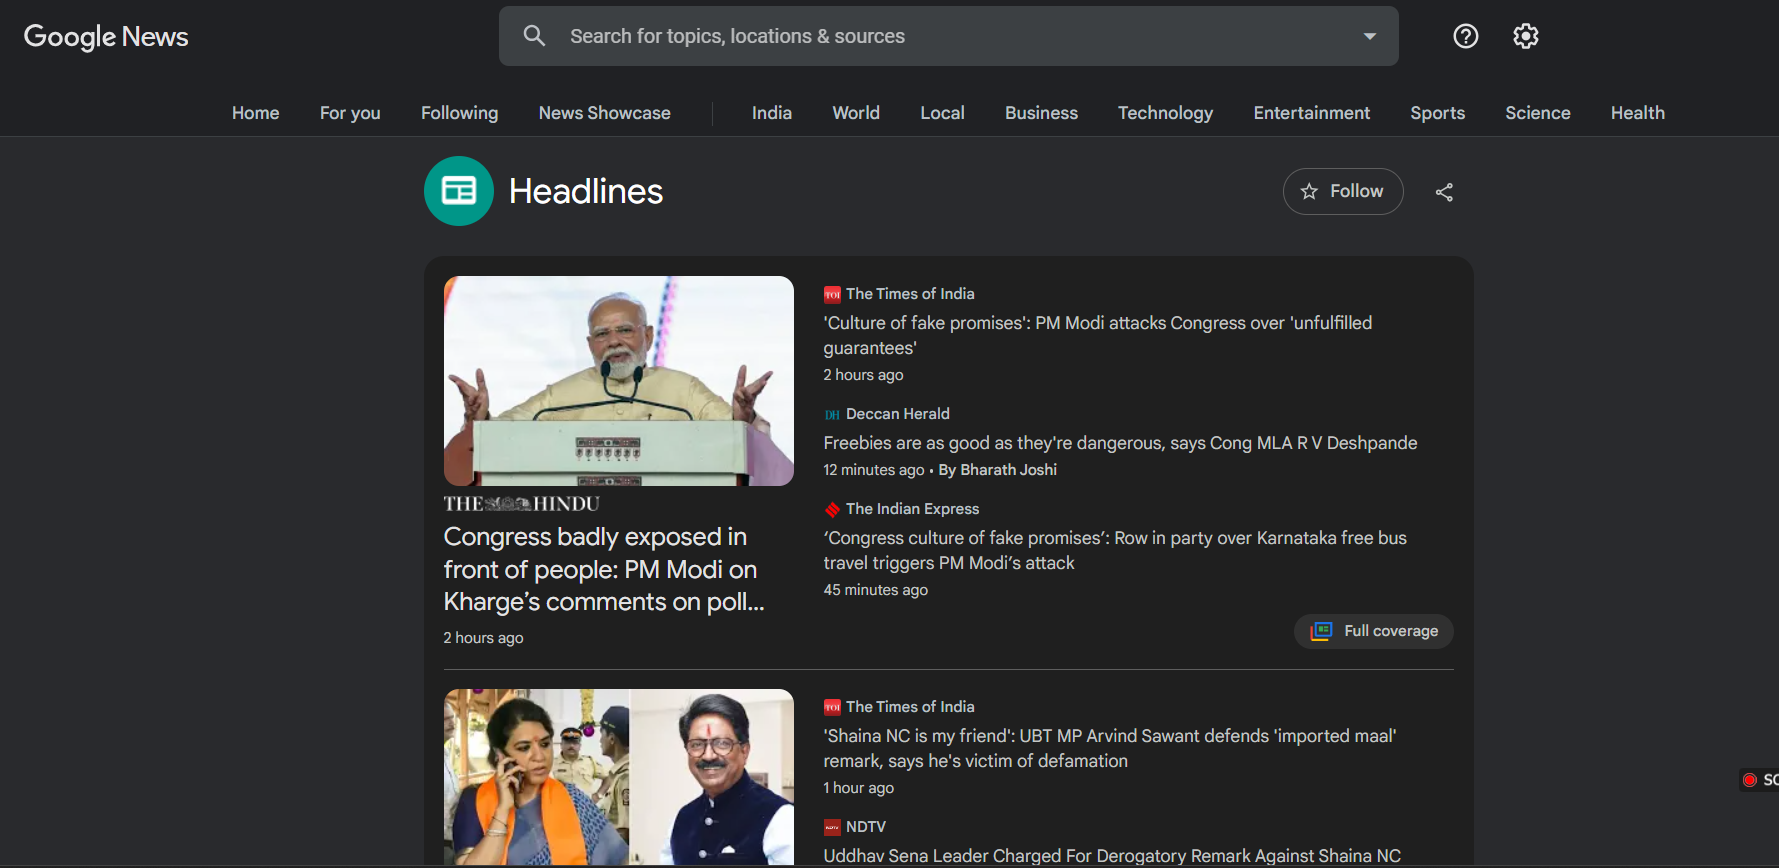 Google News
Search for topics, locations & sources
Home
For you
Following
News Showcase
India
World
Local
Business
Technology
Entertainment
Sports
Science
Health
Headlines
Follow
THE HINDU
Congress badly exposed in
front of people: PM Modi on
Kharge’s comments on poll...
2 hours ago
TOI
The Times of India
'Culture of fake promises': PM Modi attacks Congress over 'unfulfilled
guarantees'
2 hours ago
DH
Deccan Herald
Freebies are as good as they're dangerous, says Cong MLA R V Deshpande
12 minutes ago • By Bharath Joshi
The Indian Express
‘Congress culture of fake promises’: Row in party over Karnataka free bus
travel triggers PM Modi’s attack
45 minutes ago
Full coverage
TOI
The Times of India
'Shaina NC is my friend': UBT MP Arvind Sawant defends 'imported maal'
remark, says he's victim of defamation
1 hour ago
NDTV
NDTV
Uddhav Sena Leader Charged For Derogatory Remark Against Shaina NC